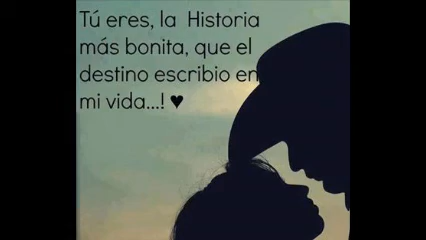 Tú eres, la Historia
más bonita, que el
destino escribio en
mi vida...! ♥